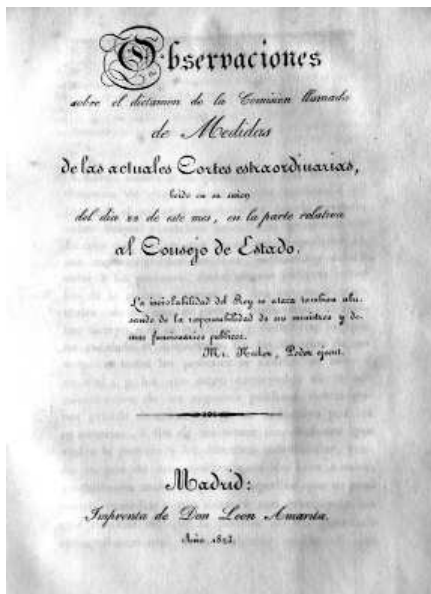 Observaciones
sobre el dictamen de la Comision llamada
de Medidas
de las actuales Cortes estraordinarias,
leido en su sesion
del dia 22 de este mes, en la parte relativa
al Consejo de Estado.
La inviolabilidad del Rey se ataca tambien abu-
sando de la responsabilidad de sus ministros y de-
mas funcionarios publicos.
Mr. Necker, Poder ejecut.
Madrid:
Imprenta de Don Leon Amarita.
Año 1823.